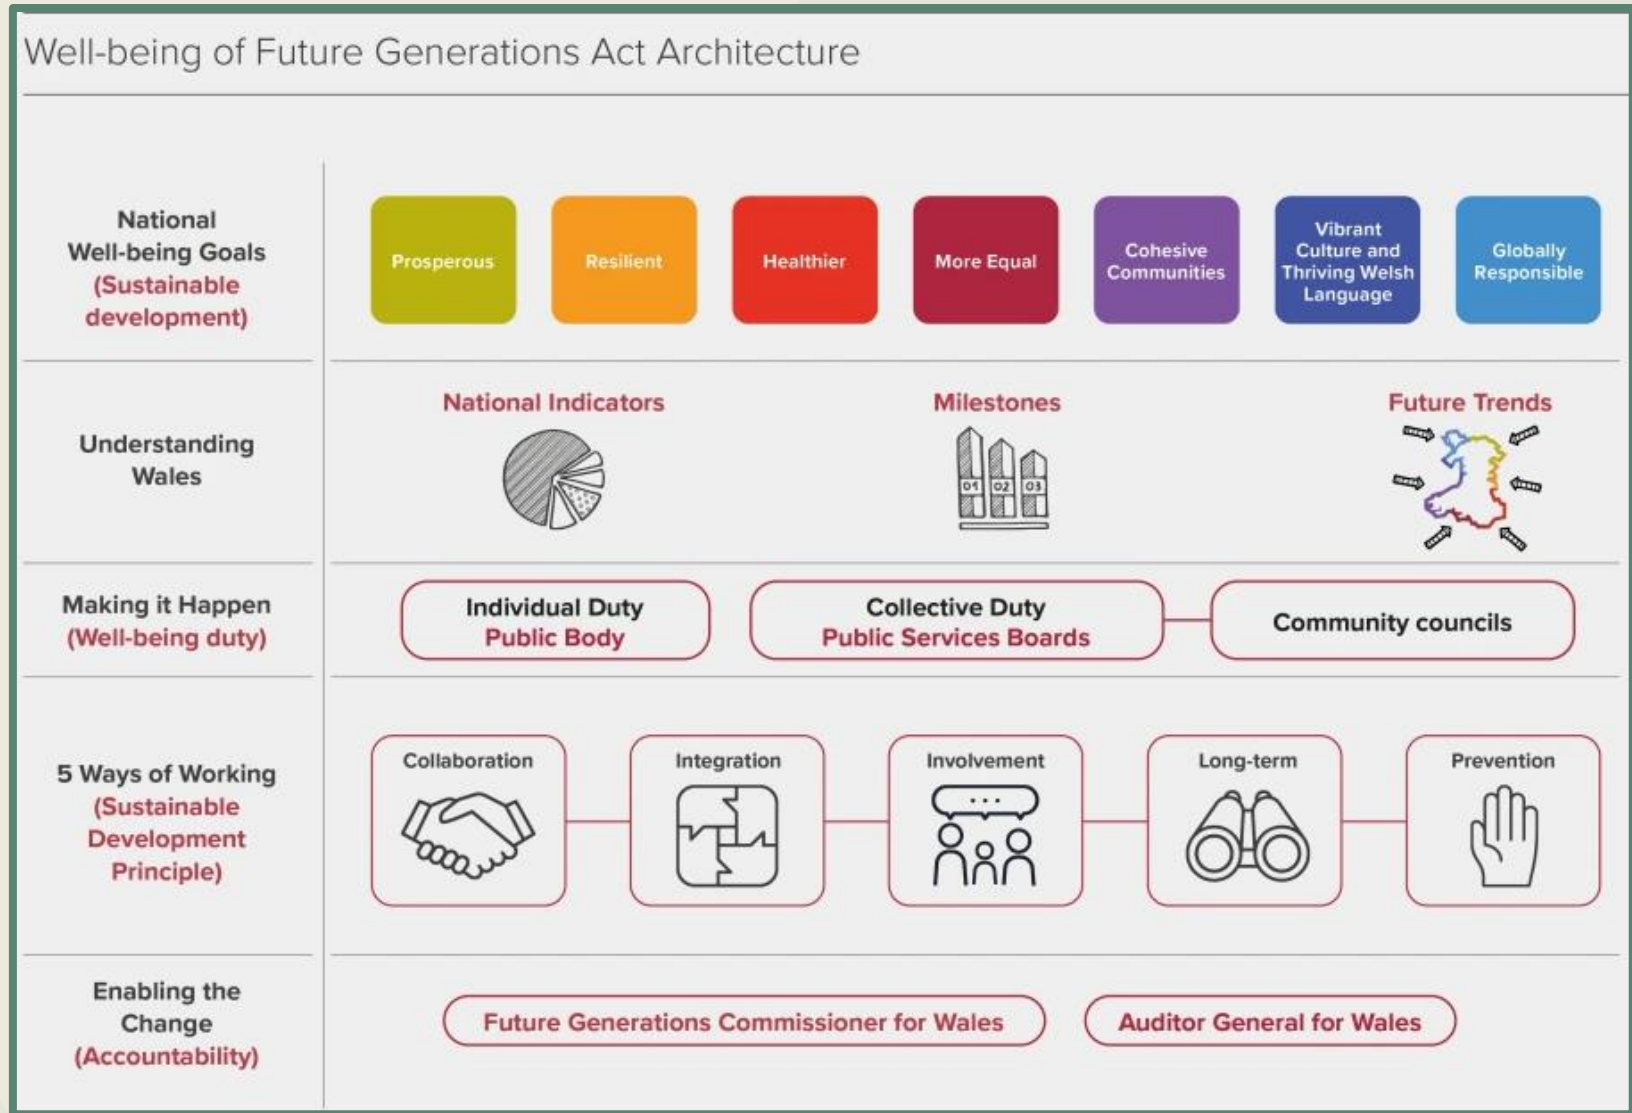 Well-being of Future Generations Act Architecture
National
Well-being Goals
(Sustainable
development)
Prosperous
Resilient
Healthier
More Equal
Cohesive
Communities
Vibrant
Culture and
Thriving Welsh
Language
Globally
Responsible
Understanding
Wales
National Indicators
Milestones
01 02 03
Future Trends
Making it Happen
(Well-being duty)
Individual Duty
Public Body
Collective Duty
Public Services Boards
Community councils
5 Ways of Working
(Sustainable
Development
Principle)
Collaboration
Integration
Involvement
Long-term
Prevention
Enabling the
Change
(Accountability)
Future Generations Commissioner for Wales
Auditor General for Wales